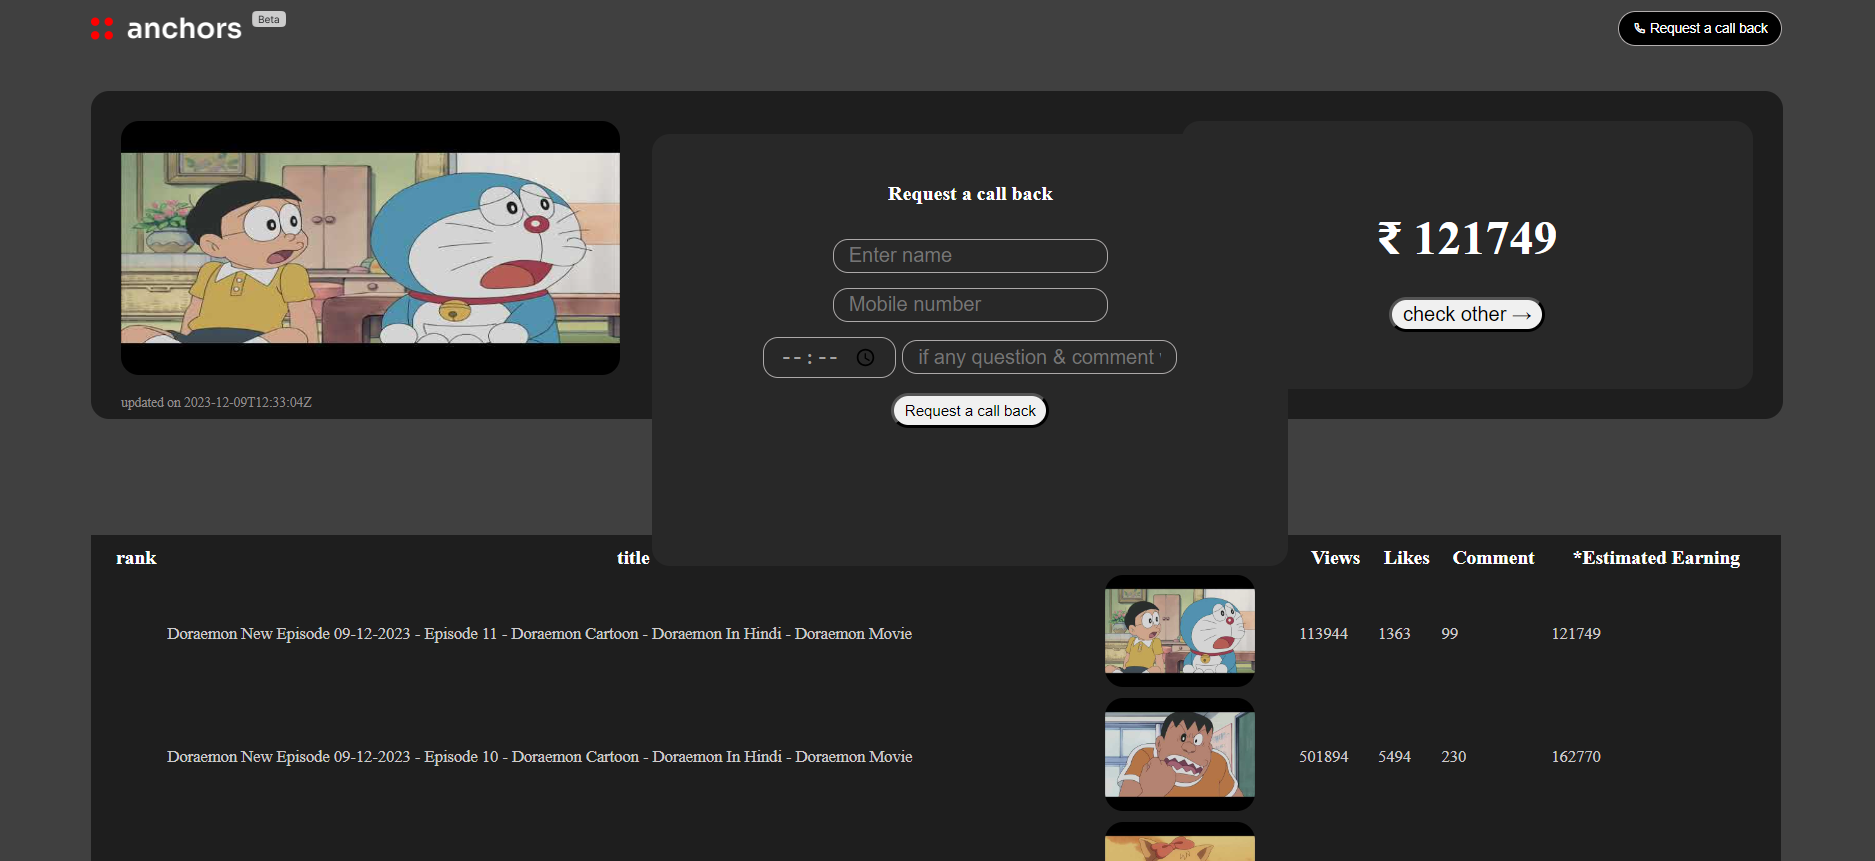 anchors Beta
Request a call back
Request a call back
Enter name
Mobile number
--:-- if any question & comment
Request a call back
₹ 121749
check other →
updated on 2023-12-09T12:33:04Z
rank title Views Likes Comment *Estimated Earning
Doraemon New Episode 09-12-2023 - Episode 11 - Doraemon Cartoon - Doraemon In Hindi - Doraemon Movie 113944 1363 99 121749
Doraemon New Episode 09-12-2023 - Episode 10 - Doraemon Cartoon - Doraemon In Hindi - Doraemon Movie 501894 5494 230 162770